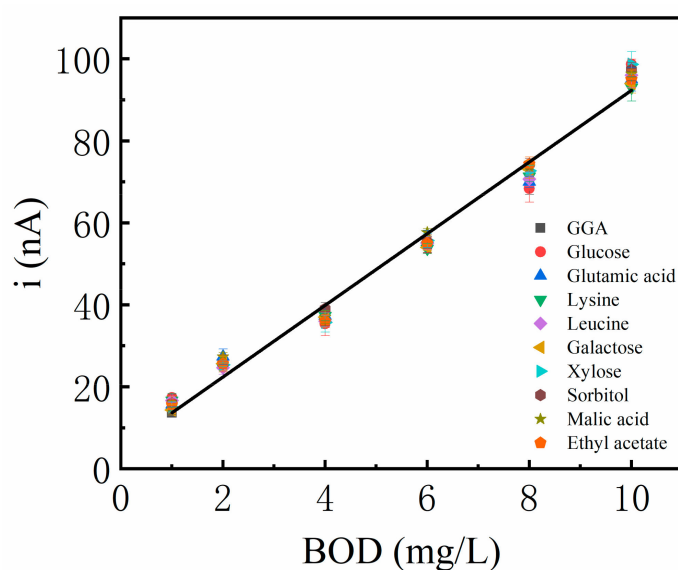 100
80
60
40
20
0
i (nA)
GGA
Glucose
Glutamic acid
Lysine
Leucine
Galactose
Xylose
Sorbitol
Malic acid
Ethyl acetate
0 2 4 6 8 10
BOD (mg/L)